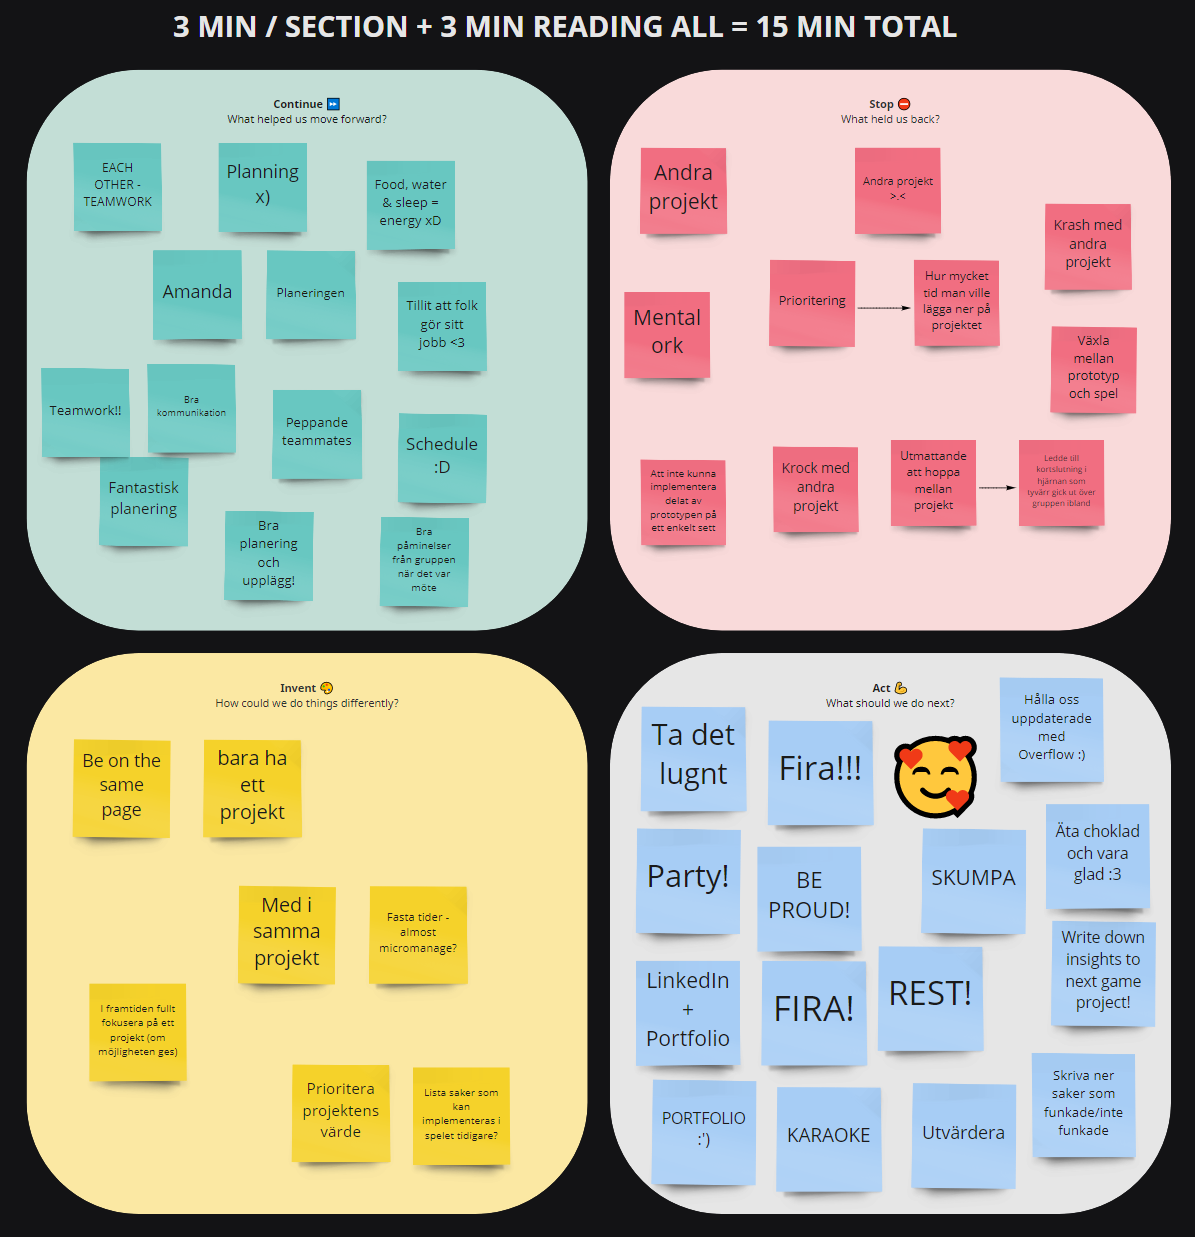 3 MIN / SECTION + 3 MIN READING ALL = 15 MIN TOTAL
Continue ⏩
What helped us move forward?
EACH
OTHER -
TEAMWORK
Planning
x)
Food, water
& sleep =
energy xD
Amanda
Planeringen
Tillit att folk
gör sitt
jobb <3
Teamwork!!
Bra
kommunikation
Peppande
teammates
Schedule
:D
Fantastisk
planering
Bra
planering
och
upplägg!
Bra
påminelser
från gruppen
när det var
möte
Stop ⛔
What held us back?
Andra
projekt
Andra projekt
>.<
Krash med
andra
projekt
Prioritering
Hur mycket
tid man ville
lägga ner på
projektet
Mental
ork
Växla
mellan
prototyp
och spel
Att inte kunna
implementera
delat av
prototypen på
ett enkelt sett
Krock med
andra
projekt
Utmattande
att hoppa
mellan
projekt
Ledde till
kortslutning i
hjärnan som
tyvärr gick ut över
gruppen ibland
Invent 🎨
How could we do things differently?
Be on the
same
page
bara ha
ett
projekt
Med i
samma
projekt
Fasta tider -
almost
micromanage?
I framtiden fullt
fokusera på ett
projekt (om
möjligheten ges)
Prioritera
projektens
värde
Lista saker som
kan
implementeras i
spelet tidigare?
Act 💪
What should we do next?
Ta det
lugnt
Fira!!!
Hålla oss
uppdaterade
med
Overflow :)
Party!
BE
PROUD!
SKUMPA
Äta choklad
och vara
glad :3
LinkedIn
+
Portfolio
FIRA!
REST!
Write down
insights to
next game
project!
PORTFOLIO
:')
KARAOKE
Utvärdera
Skriva ner
saker som
funkade/inte
funkade